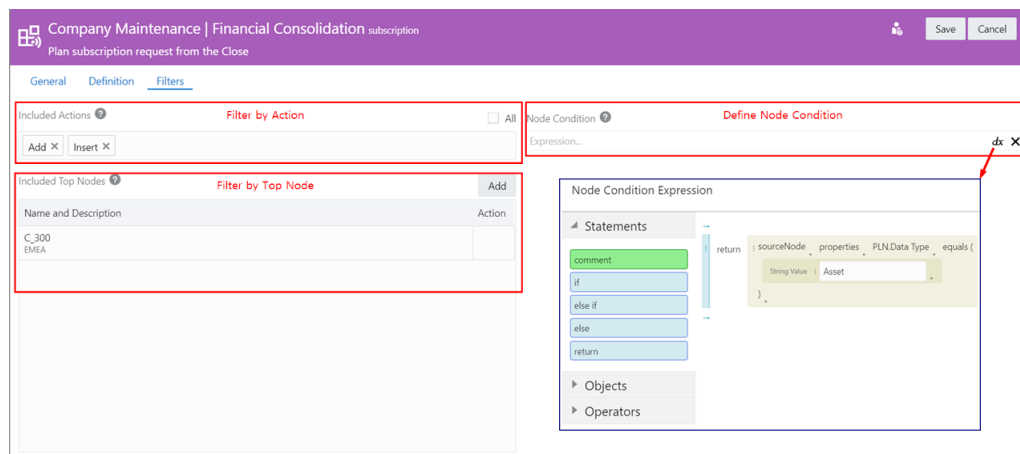 Company Maintenance | Financial Consolidation subscription
Plan subscription request from the Close
Save
Cancel
General
Definition
Filters
Included Actions
Filter by Action
All
Add
Insert
Node Condition
Define Node Condition
Expression...
dx
Included Top Nodes
Filter by Top Node
Add
Name and Description
Action
C_300
EMEA
Node Condition Expression
Statements
comment
if
else if
else
return
Objects
Operators
return
sourceNode properties PLN.Data Type equals (
String Value : Asset
)